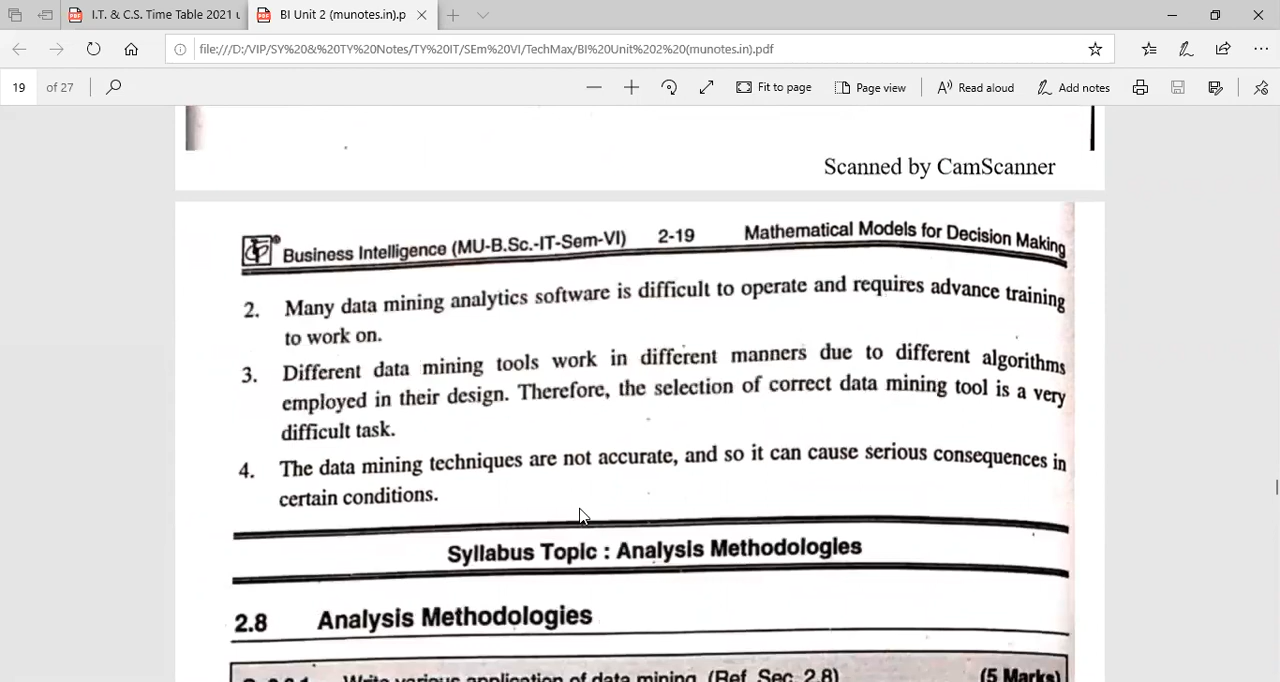 I.T. & C.S. Time Table 2021 u
BI Unit 2 (munotes.in).p
file:///D:/VIP/SY%20&%20TY%20Notes/TY%20IT/SEm%20VI/TechMax/BI%20Unit%202%20(munotes.in).pdf
19 of 27
Fit to page
Page view
Read aloud
Add notes
Scanned by CamScanner
Business Intelligence (MU-B.Sc.-IT-Sem-VI) 2-19 Mathematical Models for Decision Making
2. Many data mining analytics software is difficult to operate and requires advance training
to work on.
3. Different data mining tools work in different manners due to different algorithms
employed in their design. Therefore, the selection of correct data mining tool is a very
difficult task.
4. The data mining techniques are not accurate, and so it can cause serious consequences in
certain conditions.
Syllabus Topic : Analysis Methodologies
2.8 Analysis Methodologies
Write various application of data mining. (Ref. Sec. 2.8) (5 Marks)